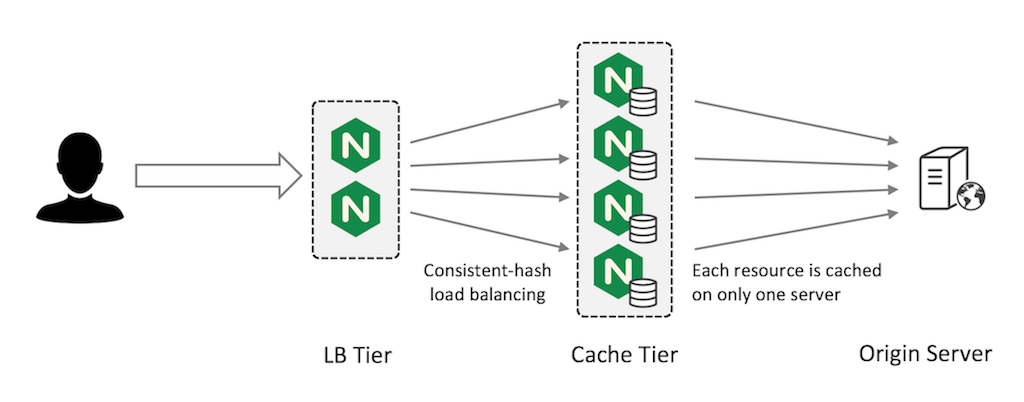 N
N
N
N
N
N
Consistent-hash
load balancing
Each resource is cached
on only one server
LB Tier
Cache Tier
Origin Server